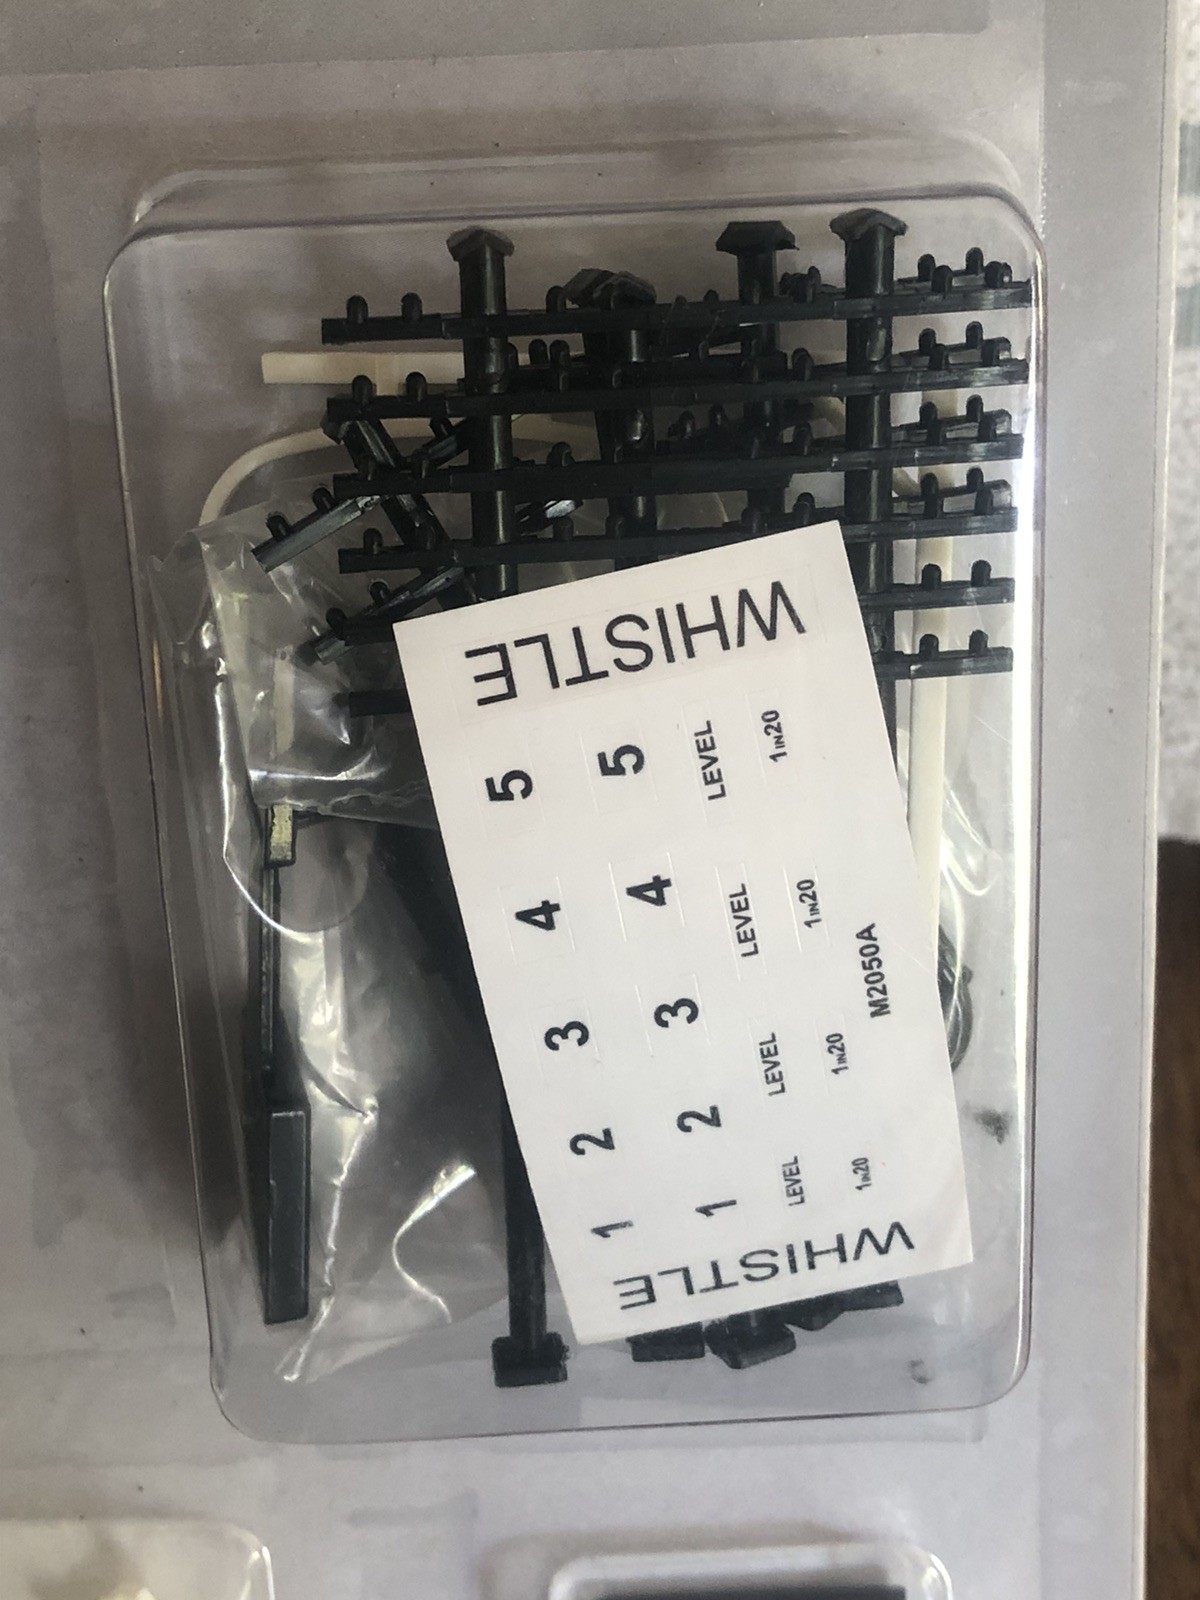 WHISTLE
5 5 LEVEL 1IN20
4 4 LEVEL 1IN20
3 3 LEVEL 1IN20
2 2 LEVEL 1IN20
1 1
M2050A
WHISTLE